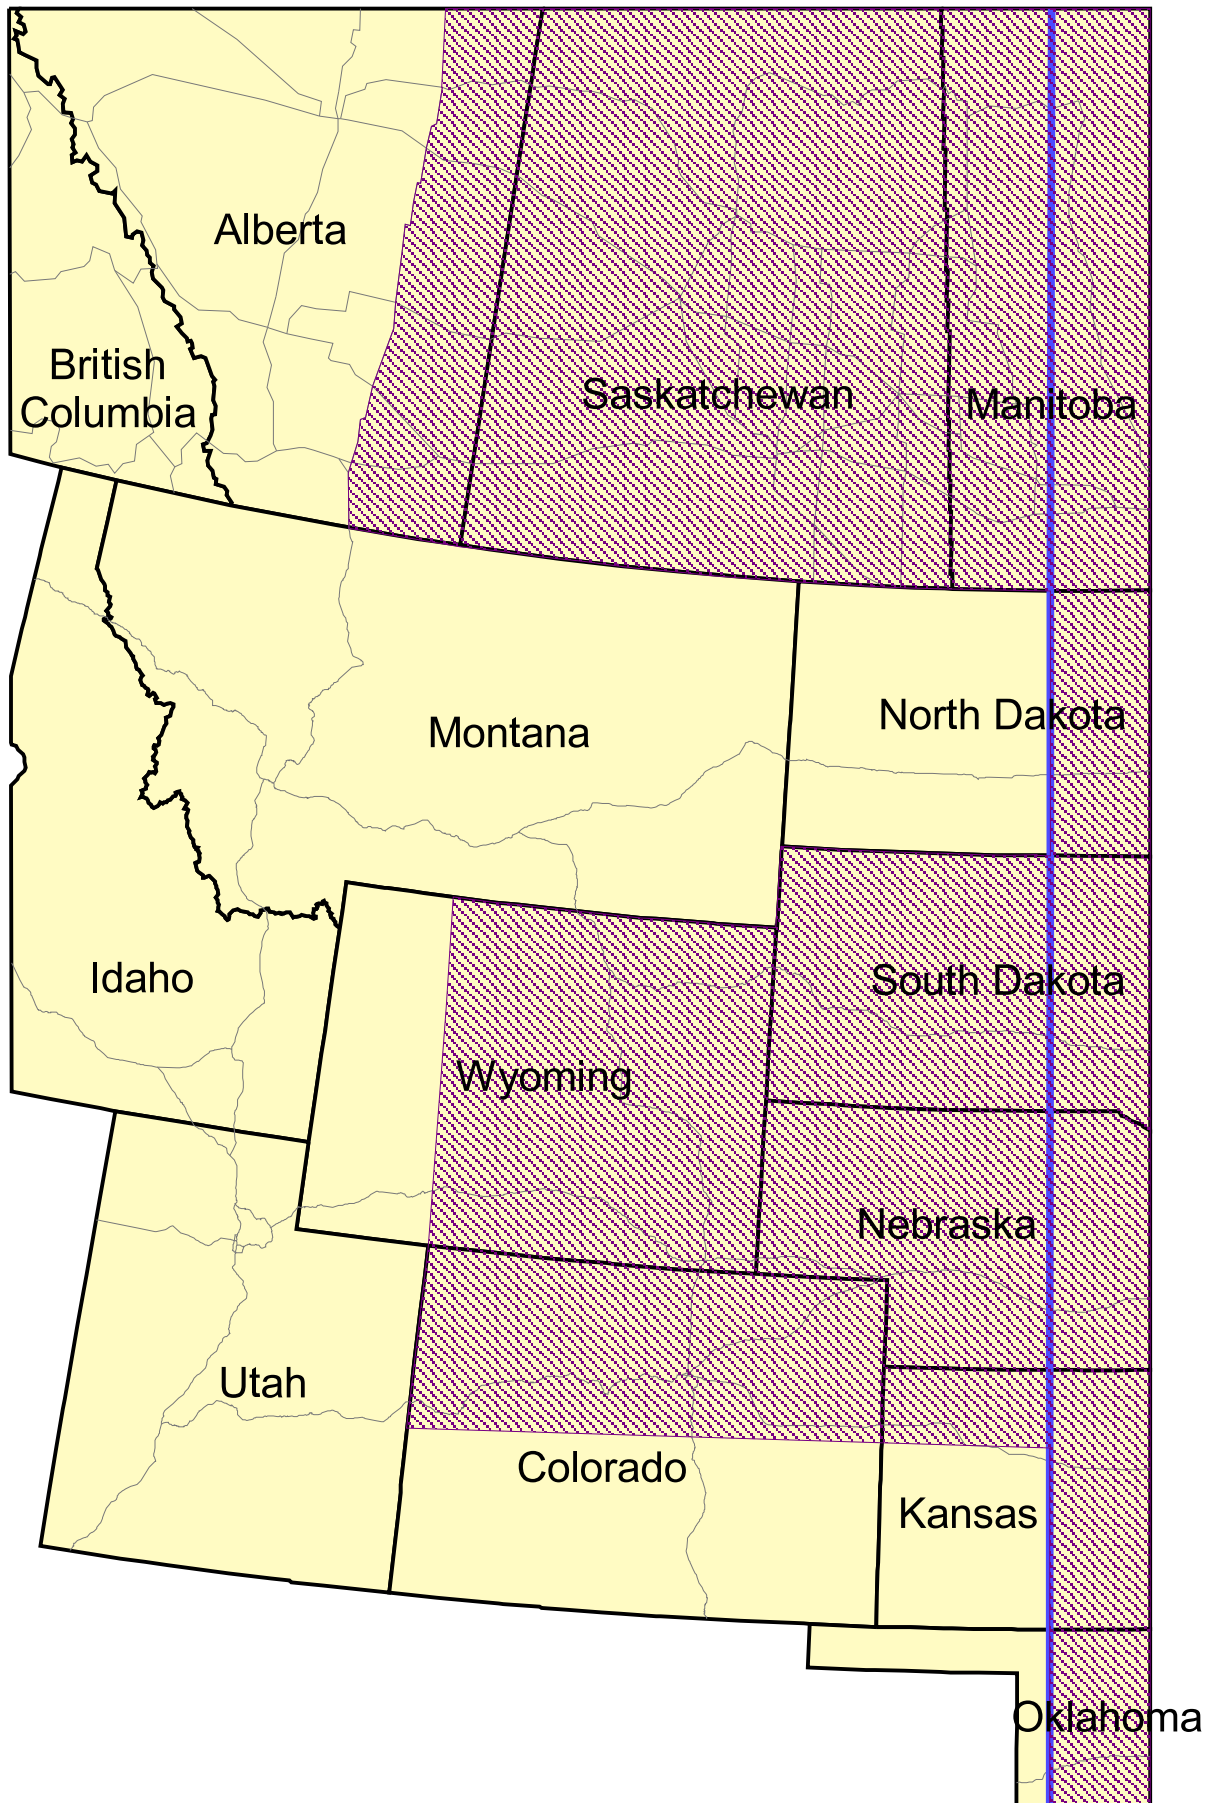 Alberta
British
Columbia
Saskatchewan
Manitoba
North Dakota
Montana
Idaho
South Dakota
Wyoming
Nebraska
Utah
Colorado
Kansas
Oklahoma